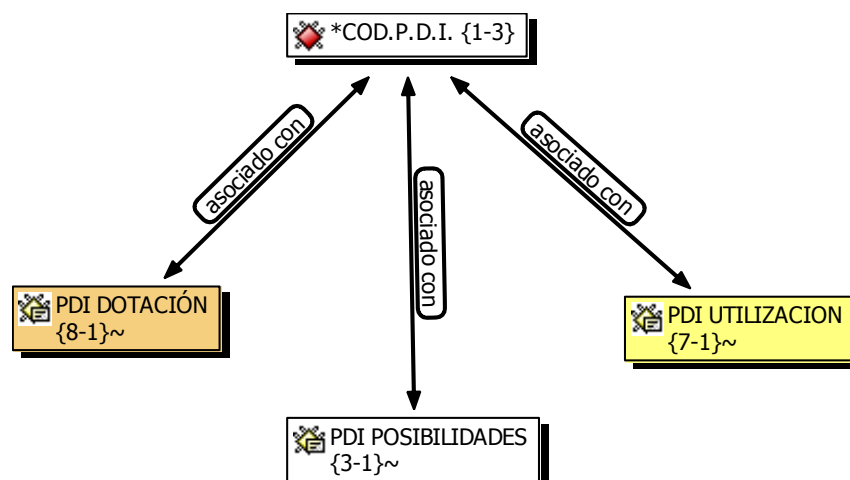 *COD.P.D.I. {1-3}
asociado con
asociado con
asociado con
PDI DOTACIÓN
{8-1}~
PDI UTILIZACION
{7-1}~
PDI POSIBILIDADES
{3-1}~